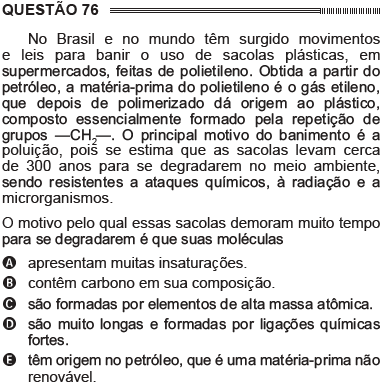 QUESTÃO 76
No Brasil e no mundo têm surgido movimentos
e leis para banir o uso de sacolas plásticas, em
supermercados, feitas de polietileno. Obtida a partir do
petróleo, a matéria-prima do polietileno é o gás etileno,
que depois de polimerizado dá origem ao plástico,
composto essencialmente formado pela repetição de
grupos —CH₂—. O principal motivo do banimento é a
poluição, pois se estima que as sacolas levam cerca
de 300 anos para se degradarem no meio ambiente,
sendo resistentes a ataques químicos, à radiação e a
microrganismos.
O motivo pelo qual essas sacolas demoram muito tempo
para se degradarem é que suas moléculas
A apresentam muitas insaturações.
B contêm carbono em sua composição.
C são formadas por elementos de alta massa atômica.
D são muito longas e formadas por ligações químicas
fortes.
E têm origem no petróleo, que é uma matéria-prima não
renovável.